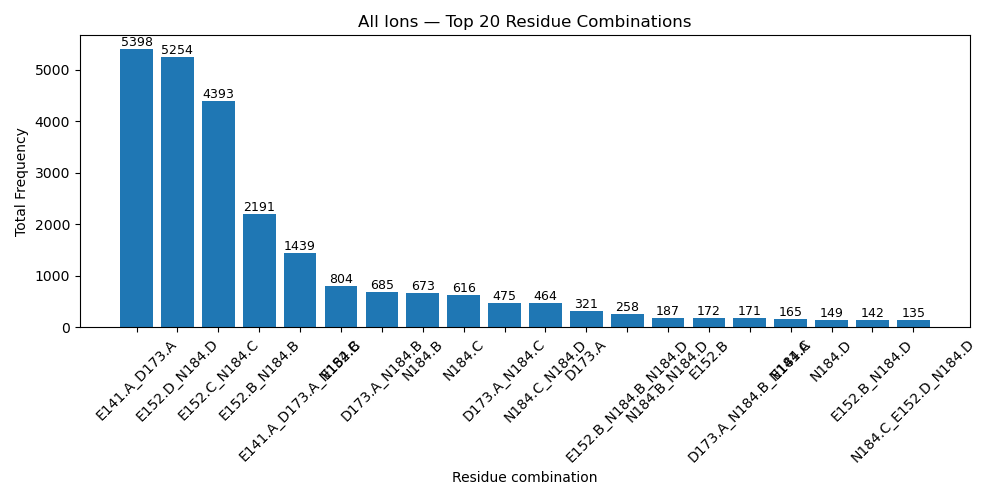 All Ions — Top 20 Residue Combinations
Total Frequency
5000
4000
3000
2000
1000
0
5398
5254
4393
2191
1439
804
685
673
616
475
464
321
258
187
172
171
165
149
142
135
E141.A_D173.A
E152.D_N184.D
E152.C_N184.C
E152.B_N184.B
E141.A_D173.A
D173.A_N184.B
N184.B
N184.C
D173.A_N184.C
N184.C_N184.D
D173.A
E152.B_N184.B_N184.D
N184.B_N184.D
E152.B
D173.A_N184.B_N184.C
E141.A
N184.D
E152.B_N184.D
N184.C_E152.D_N184.D
Residue combination